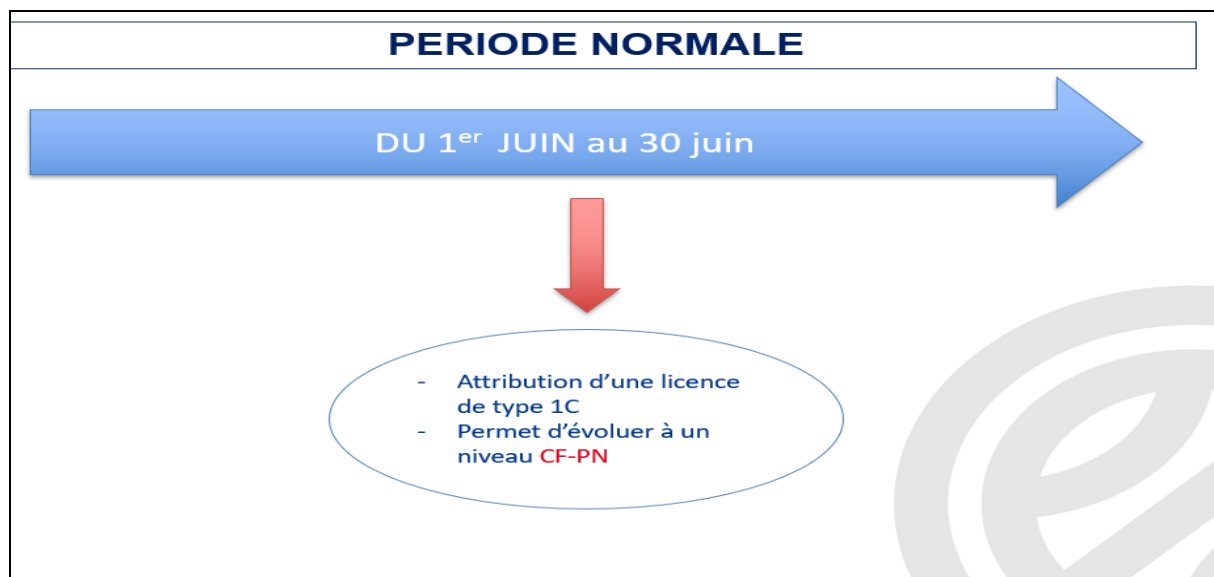 PERIODE NORMALE
DU 1er JUIN au 30 juin
- Attribution d’une licence
de type 1C
- Permet d’évoluer à un
niveau CF-PN